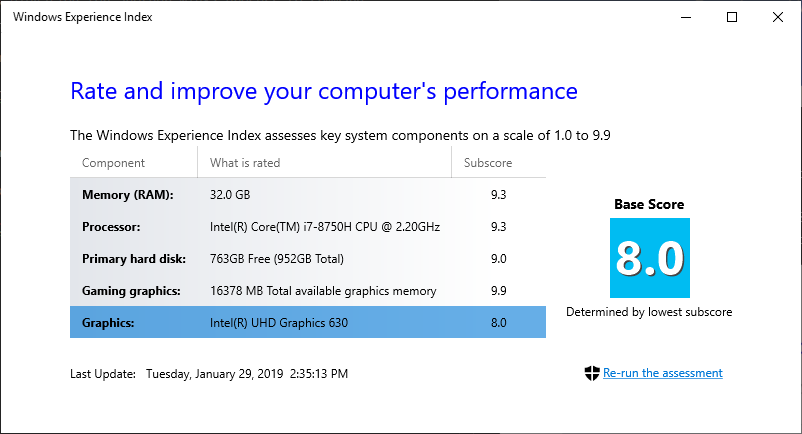 Windows Experience Index
Rate and improve your computer's performance
The Windows Experience Index assesses key system components on a scale of 1.0 to 9.9
Component What is rated Subscore
Memory (RAM): 32.0 GB 9.3
Processor: Intel(R) Core(TM) i7-8750H CPU @ 2.20GHz 9.3
Primary hard disk: 763GB Free (952GB Total) 9.0
Gaming graphics: 16378 MB Total available graphics memory 9.9
Graphics: Intel(R) UHD Graphics 630 8.0
Base Score
8.0
Determined by lowest subscore
Last Update: Tuesday, January 29, 2019 2:35:13 PM
Re-run the assessment